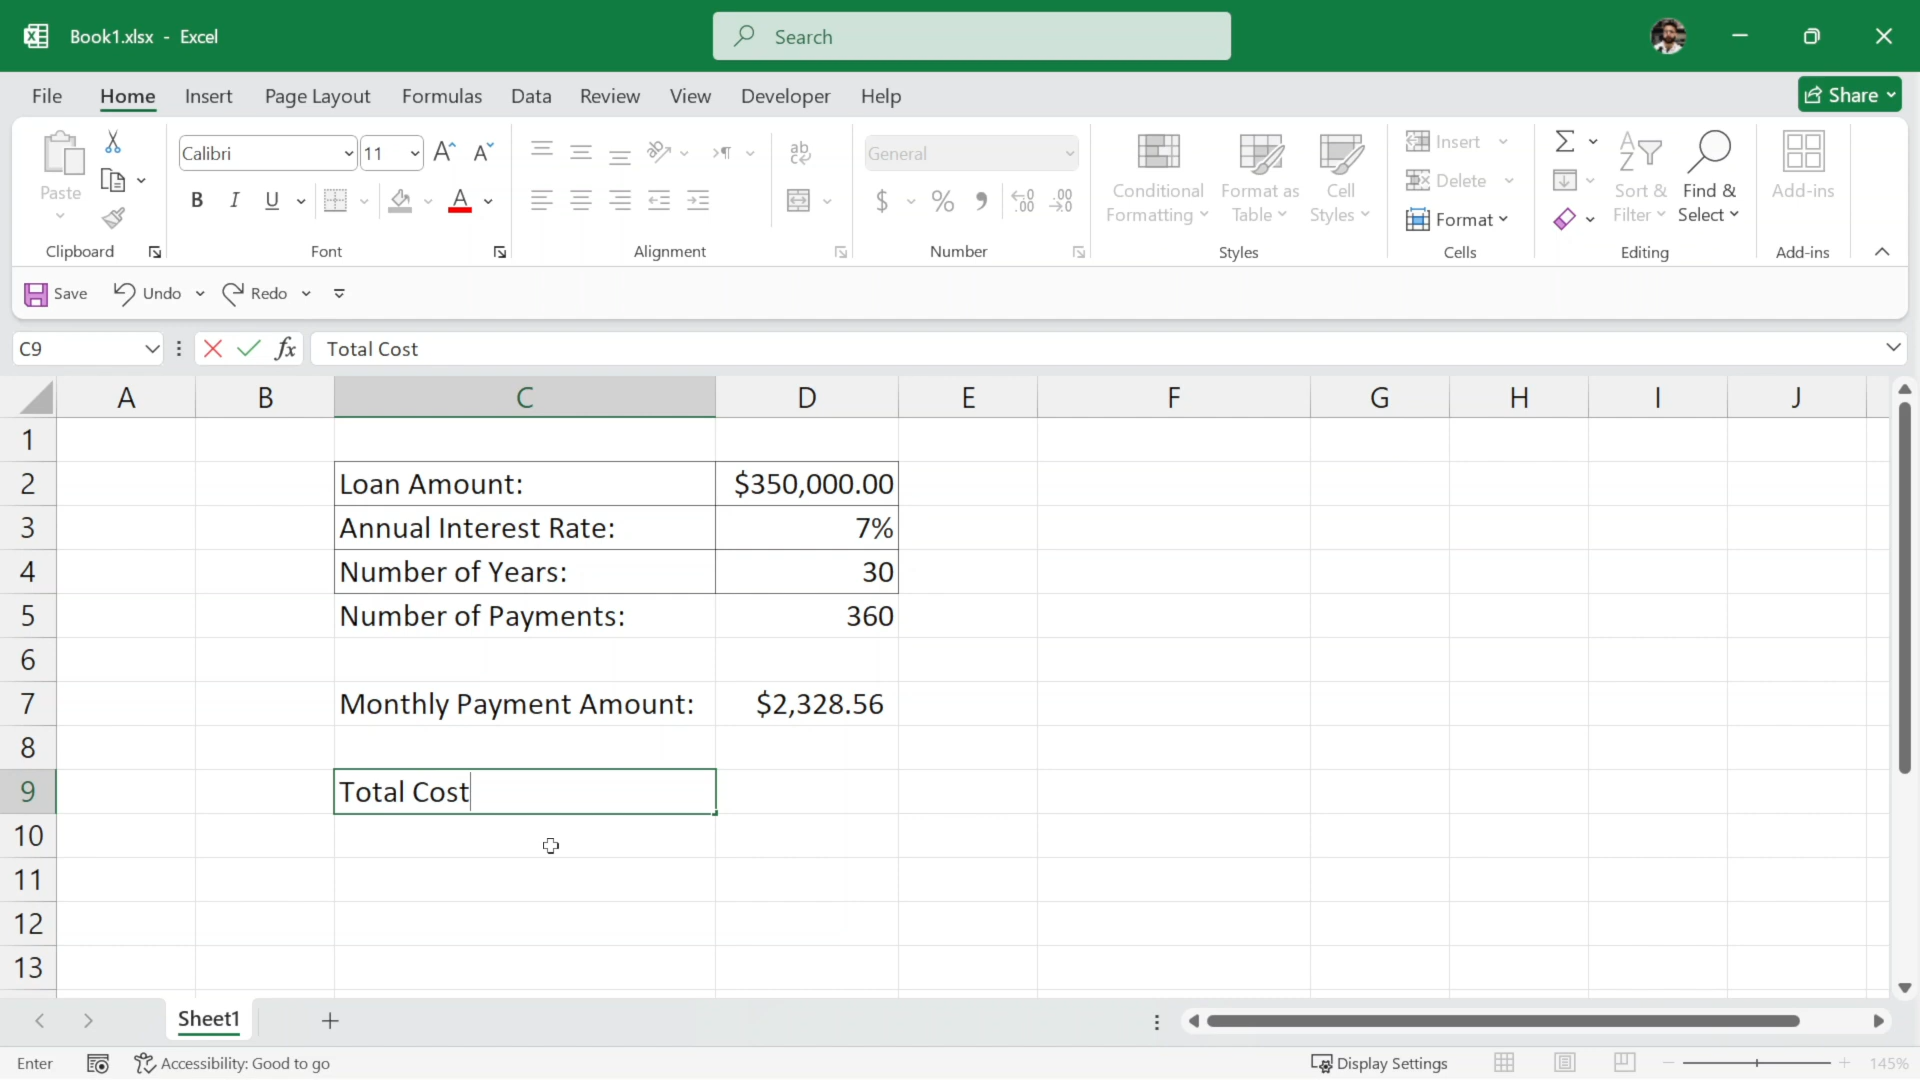 Book1.xlsx - Excel
Search
File Home Insert Page Layout Formulas Data Review View Developer Help
Share
Paste
Calibri 11
B I U A
ab
General
$ % 9 .00 .00
Conditional Formatting
Format as Table
Cell Styles
Insert
Delete
Format
Sort & Filter
Find & Select
Add-ins
Clipboard Font Alignment Number Styles Cells Editing Add-ins
Save Undo Redo
C9 fx Total Cost
A B C D E F G H I J
1
2 Loan Amount: $350,000.00
3 Annual Interest Rate: 7%
4 Number of Years: 30
5 Number of Payments: 360
6
7 Monthly Payment Amount: $2,328.56
8
9 Total Cost
10
11
12
13
Sheet1
Enter Accessibility: Good to go Display Settings 145%